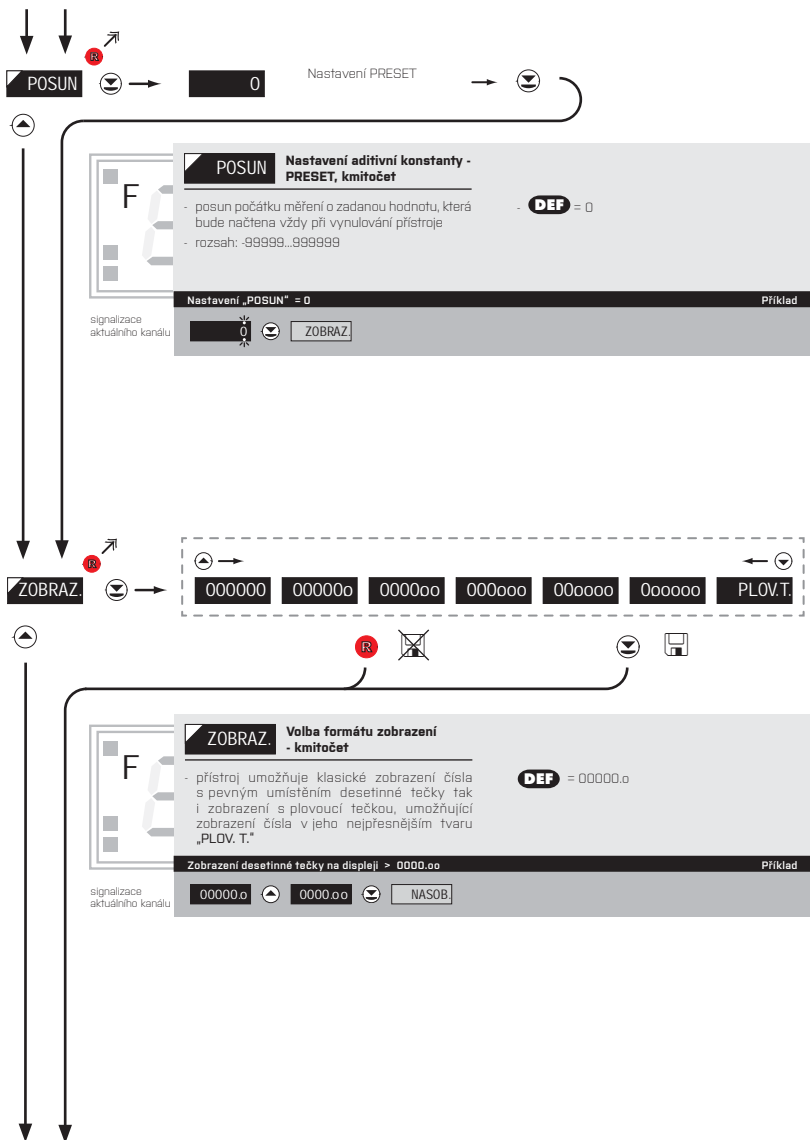 R
POSUN
0
Nastavení PRESET
F
POSUN
Nastavení aditivní konstanty -
PRESET, kmitočet
- posun počátku měření o zadanou hodnotu, která
bude načtena vždy při vynulování přístroje
- rozsah: -99999...999999
- DEF = 0
Nastavení „POSUN“ = 0
Příklad
signalizace
aktuálního kanálu
0
ZOBRAZ.
R
ZOBRAZ.
000000
00000o
0000oo
000ooo
00oooo
0ooooo
PLOV.T.
R
F
ZOBRAZ.
Volba formátu zobrazení
- kmitočet
- přístroj umožňuje klasické zobrazení čísla
s pevným umístěním desetinné tečky tak
i zobrazení s plovoucí tečkou, umožňující
zobrazení čísla v jeho nejpřesnějším tvaru
„PLOV. T.“
DEF = 00000.o
Zobrazení desetinné tečky na displeji > 0000.oo
Příklad
signalizace
aktuálního kanálu
00000.o
0000.oo
NASOB.